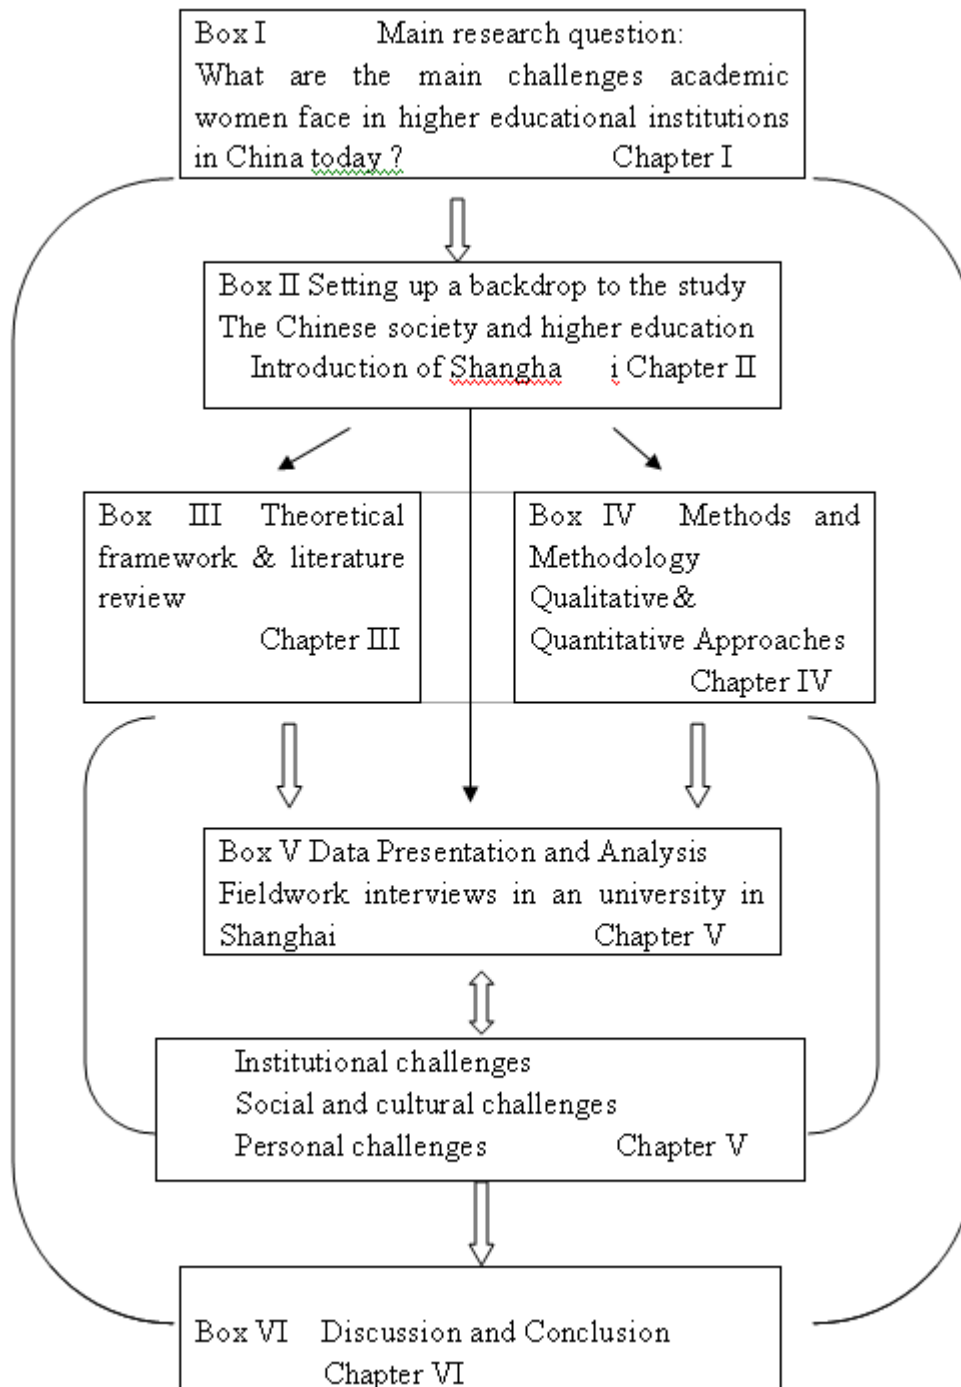 Box I Main research question:
What are the main challenges academic
women face in higher educational institutions
in China today ? Chapter I
Box II Setting up a backdrop to the study
The Chinese society and higher education
Introduction of Shangha i Chapter II
Box III Theoretical
framework & literature
review
Chapter III
Box IV Methods and
Methodology
Qualitative &
Quantitative Approaches
Chapter IV
Box V Data Presentation and Analysis
Fieldwork interviews in an university in
Shanghai Chapter V
Institutional challenges
Social and cultural challenges
Personal challenges Chapter V
Box VI Discussion and Conclusion
Chapter VI